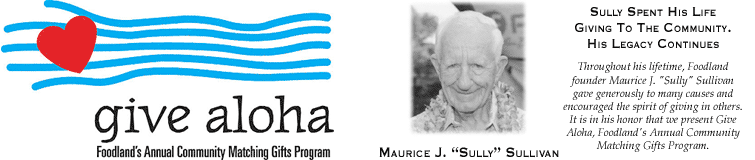 give aloha
Foodland's Annual Community Matching Gifts Program
Maurice J. “Sully” Sullivan
Sully Spent His Life
Giving To The Community.
His Legacy Continues
Throughout his lifetime, Foodland
founder Maurice J. "Sully" Sullivan
gave generously to many causes and
encouraged the spirit of giving in others.
It is in his honor that we present Give
Aloha, Foodland's Annual Community
Matching Gifts Program.